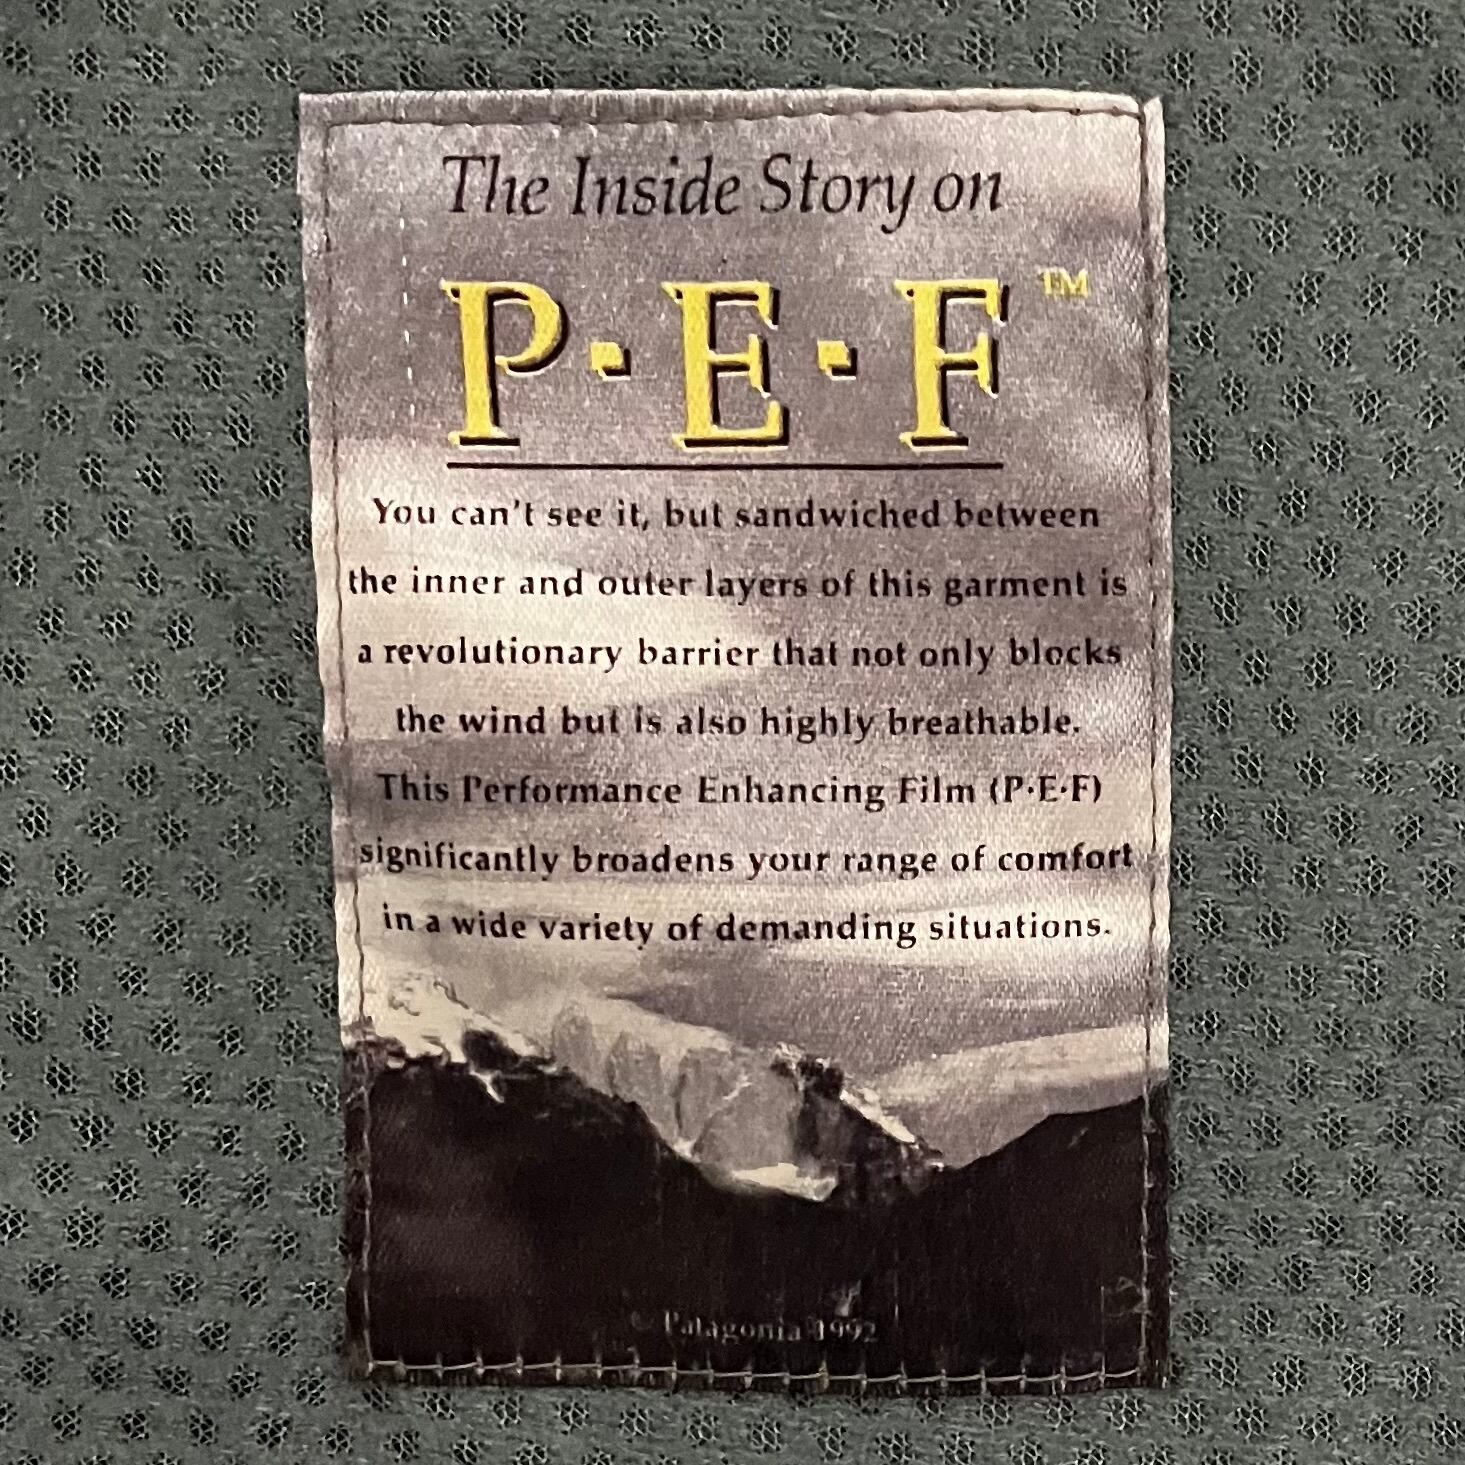 The Inside Story on
P·E·F™
You can't see it, but sandwiched between
the inner and outer layers of this garment is
a revolutionary barrier that not only blocks
the wind but is also highly breathable.
This Performance Enhancing Film (P·E·F)
significantly broadens your range of comfort
in a wide variety of demanding situations.
© Patagonia 1992